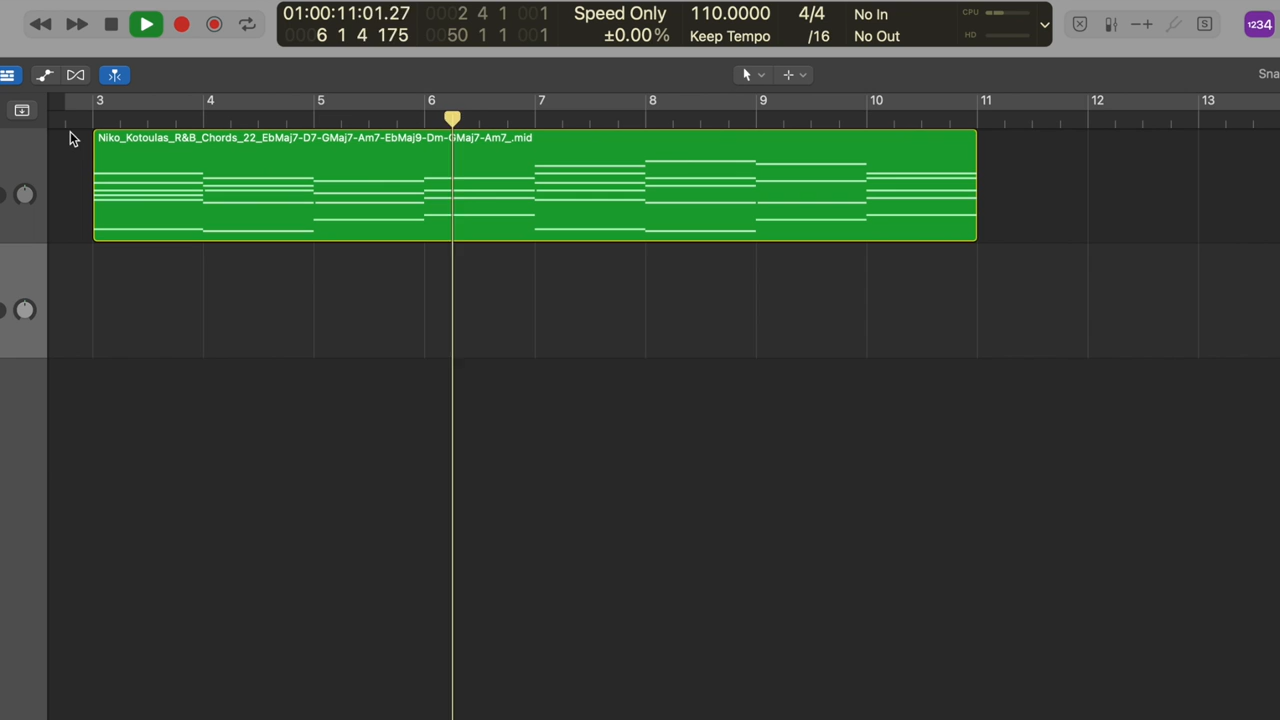 01:00:11:01.27 0002 4 1 001 Speed Only 110.0000 4/4 No In CPU
0006 1 4 175 0050 1 1 001 ±0.00% Keep Tempo /16 No Out HD
S 1234
Sna
3 4 5 6 7 8 9 10 11 12 13
Niko_Kotoulas_R&B_Chords_22_EbMaj7-D7-GMaj7-Am7-EbMaj9-Dm-GMaj7-Am7_.mid